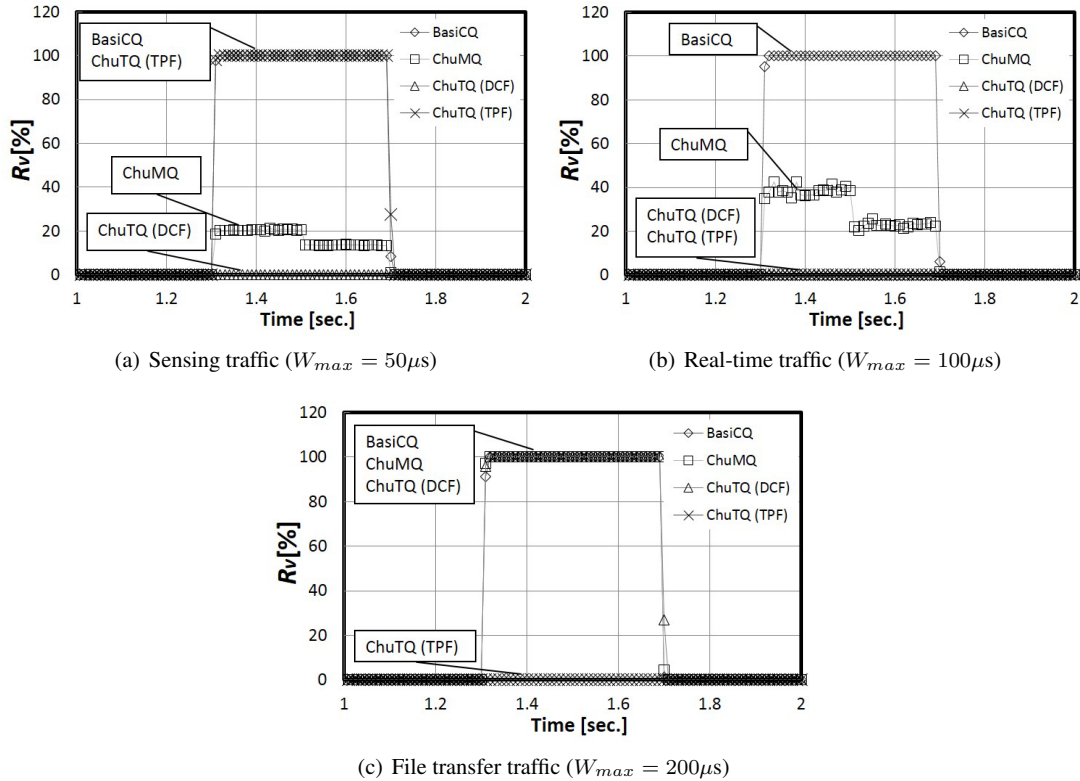 120
100
80
60
40
20
0
Rv[%]
BasiCQ
ChuTQ (TPF)
ChuMQ
ChuTQ (DCF)
BasiCQ
ChuMQ
ChuTQ (DCF)
ChuTQ (TPF)
1
1.2
1.4
1.6
1.8
2
Time [sec.]
(a) Sensing traffic (Wmax = 50μs)
120
100
80
60
40
20
0
Rv[%]
BasiCQ
ChuMQ
ChuTQ (DCF)
ChuTQ (TPF)
BasiCQ
ChuMQ
ChuTQ (DCF)
ChuTQ (TPF)
1
1.2
1.4
1.6
1.8
2
Time [sec.]
(b) Real-time traffic (Wmax = 100μs)
120
100
80
60
40
20
0
Rv[%]
BasiCQ
ChuMQ
ChuTQ (DCF)
ChuTQ (TPF)
BasiCQ
ChuMQ
ChuTQ (DCF)
ChuTQ (TPF)
1
1.2
1.4
1.6
1.8
2
Time [sec.]
(c) File transfer traffic (Wmax = 200μs)